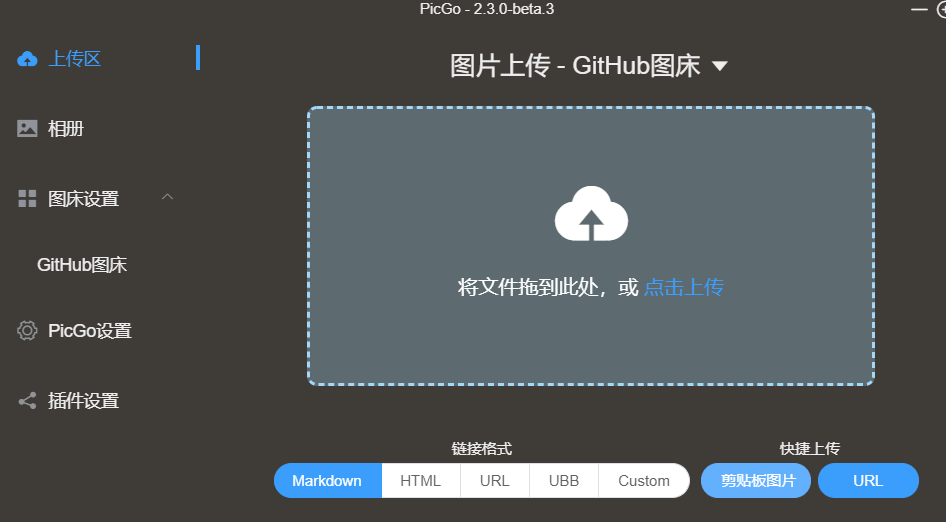 PicGo - 2.3.0-beta.3
上传区
相册
图床设置
GitHub图床
PicGo设置
插件设置
图片上传 - GitHub图床
将文件拖到此处，或 点击上传
链接格式
Markdown HTML URL UBB Custom
快捷上传
剪贴板图片 URL